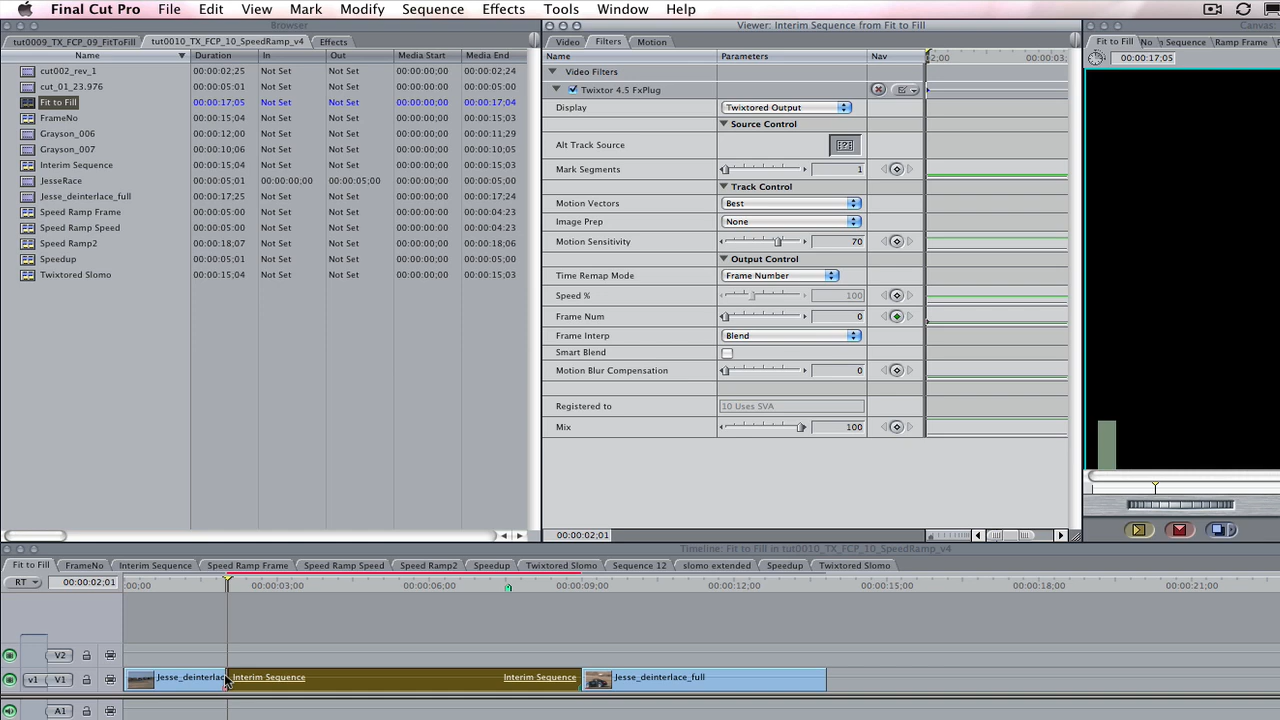 Final Cut Pro File Edit View Mark Modify Sequence Effects Tools Window Help
Browser
Viewer: Interim Sequence from Fit to Fill
Canvas:
tut0009_TX_FCP_09_FitToFill tut0010_TX_FCP_10_SpeedRamp_v4 Effects
Video Filters Motion
Fit to Fill No s Sequence Ramp Frame
Name Duration In Out Media Start Media End
Name Parameters Nav 2;00 00:00:03;
00:00:17;05
cut002_rev_1 00:00:02;25 Not Set Not Set 00:00:00;00 00:00:02;24
cut_01_23.976 00:00:05:01 Not Set Not Set 00:00:00:00 00:00:05:00
Fit to Fill 00:00:17;05 Not Set Not Set 00:00:00;00 00:00:17;04
FrameNo 00:00:15;04 Not Set Not Set 00:00:00;00 00:00:15;03
Grayson_006 00:00:12;00 Not Set Not Set 00:00:00;00 00:00:11;29
Grayson_007 00:00:10;06 Not Set Not Set 00:00:00;00 00:00:10;05
Interim Sequence 00:00:15;04 Not Set Not Set 00:00:00;00 00:00:15;03
JesseRace 00:00:05;01 00:00:00;00 00:00:05;00 00:00:00;00 00:00:05;00
Jesse_deinterlace_full 00:00:17;25 Not Set Not Set 00:00:00;00 00:00:17;24
Speed Ramp Frame 00:00:05:00 Not Set Not Set 00:00:00:00 00:00:04:23
Speed Ramp Speed 00:00:05:00 Not Set Not Set 00:00:00:00 00:00:04:23
Speed Ramp2 00:00:18;07 Not Set Not Set 00:00:00;00 00:00:18;06
Speedup 00:00:05;01 Not Set Not Set 00:00:00;00 00:00:05;00
Twixtored Slomo 00:00:15;04 Not Set Not Set 00:00:00;00 00:00:15;03
Video Filters
Twixtor 4.5 FxPlug
Display Twixtored Output
Source Control
Alt Track Source
Mark Segments 1
Track Control
Motion Vectors Best
Image Prep None
Motion Sensitivity 70
Output Control
Time Remap Mode Frame Number
Speed % 100
Frame Num 0
Frame Interp Blend
Smart Blend
Motion Blur Compensation 0
Registered to 10 Uses SVA
Mix 100
00:00:02;01
Timeline: Fit to Fill in tut0010_TX_FCP_10_SpeedRamp_v4
Fit to Fill FrameNo Interim Sequence Speed Ramp Frame Speed Ramp Speed Speed Ramp2 Speedup Twixtored Slomo Sequence 12 slomo extended Speedup Twixtored Slomo
RT 00:00:02;01 :00;00 00:00:03;00 00:00:06;00 00:00:09;00 00:00:12;00 00:00:15;00 00:00:18;00 00:00:21;00
V2
v1 V1 Jesse_deinterlac Interim Sequence Interim Sequence Jesse_deinterlace_full
A1